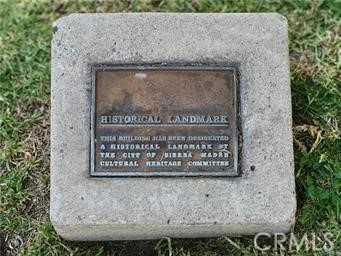 HISTORICAL LANDMARK
THIS BUILDING HAS BEEN DESIGNATED
A HISTORICAL LANDMARK BY
THE CITY OF SIERRA MADRE
CULTURAL HERITAGE COMMITTEE
CRMLS